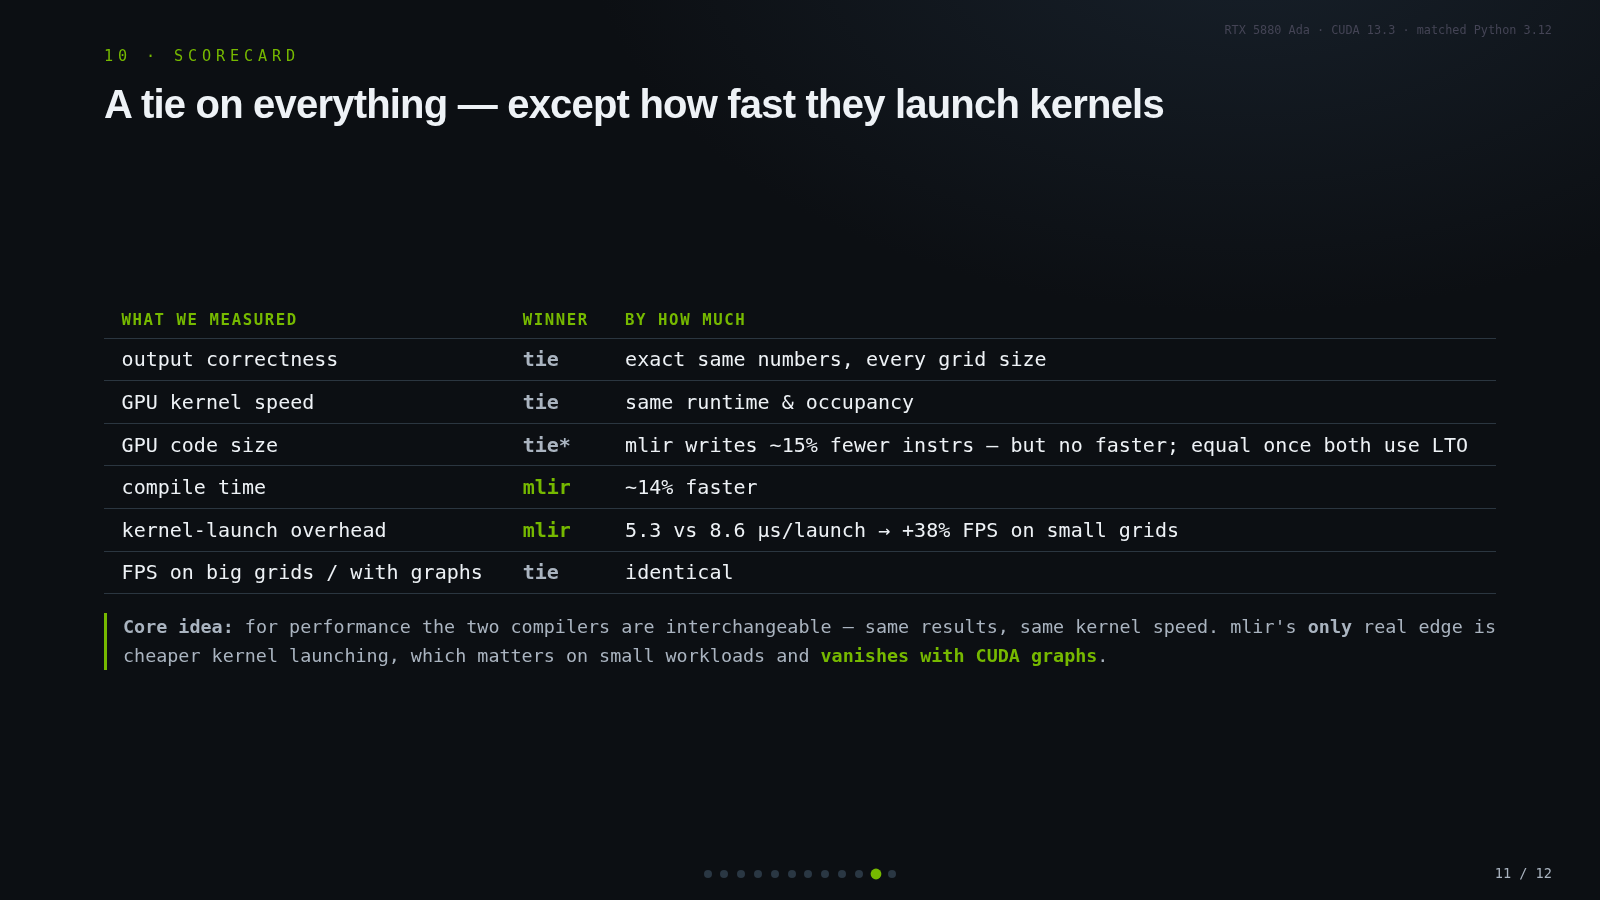 RTX 5880 Ada · CUDA 13.3 · matched Python 3.12
10 · SCORECARD
A tie on everything — except how fast they launch kernels
WHAT WE MEASURED WINNER BY HOW MUCH
output correctness tie exact same numbers, every grid size
GPU kernel speed tie same runtime & occupancy
GPU code size tie* mlir writes ~15% fewer instrs — but no faster; equal once both use LTO
compile time mlir ~14% faster
kernel-launch overhead mlir 5.3 vs 8.6 µs/launch → +38% FPS on small grids
FPS on big grids / with graphs tie identical
Core idea: for performance the two compilers are interchangeable — same results, same kernel speed. mlir's only real edge is
cheaper kernel launching, which matters on small workloads and vanishes with CUDA graphs.
11 / 12